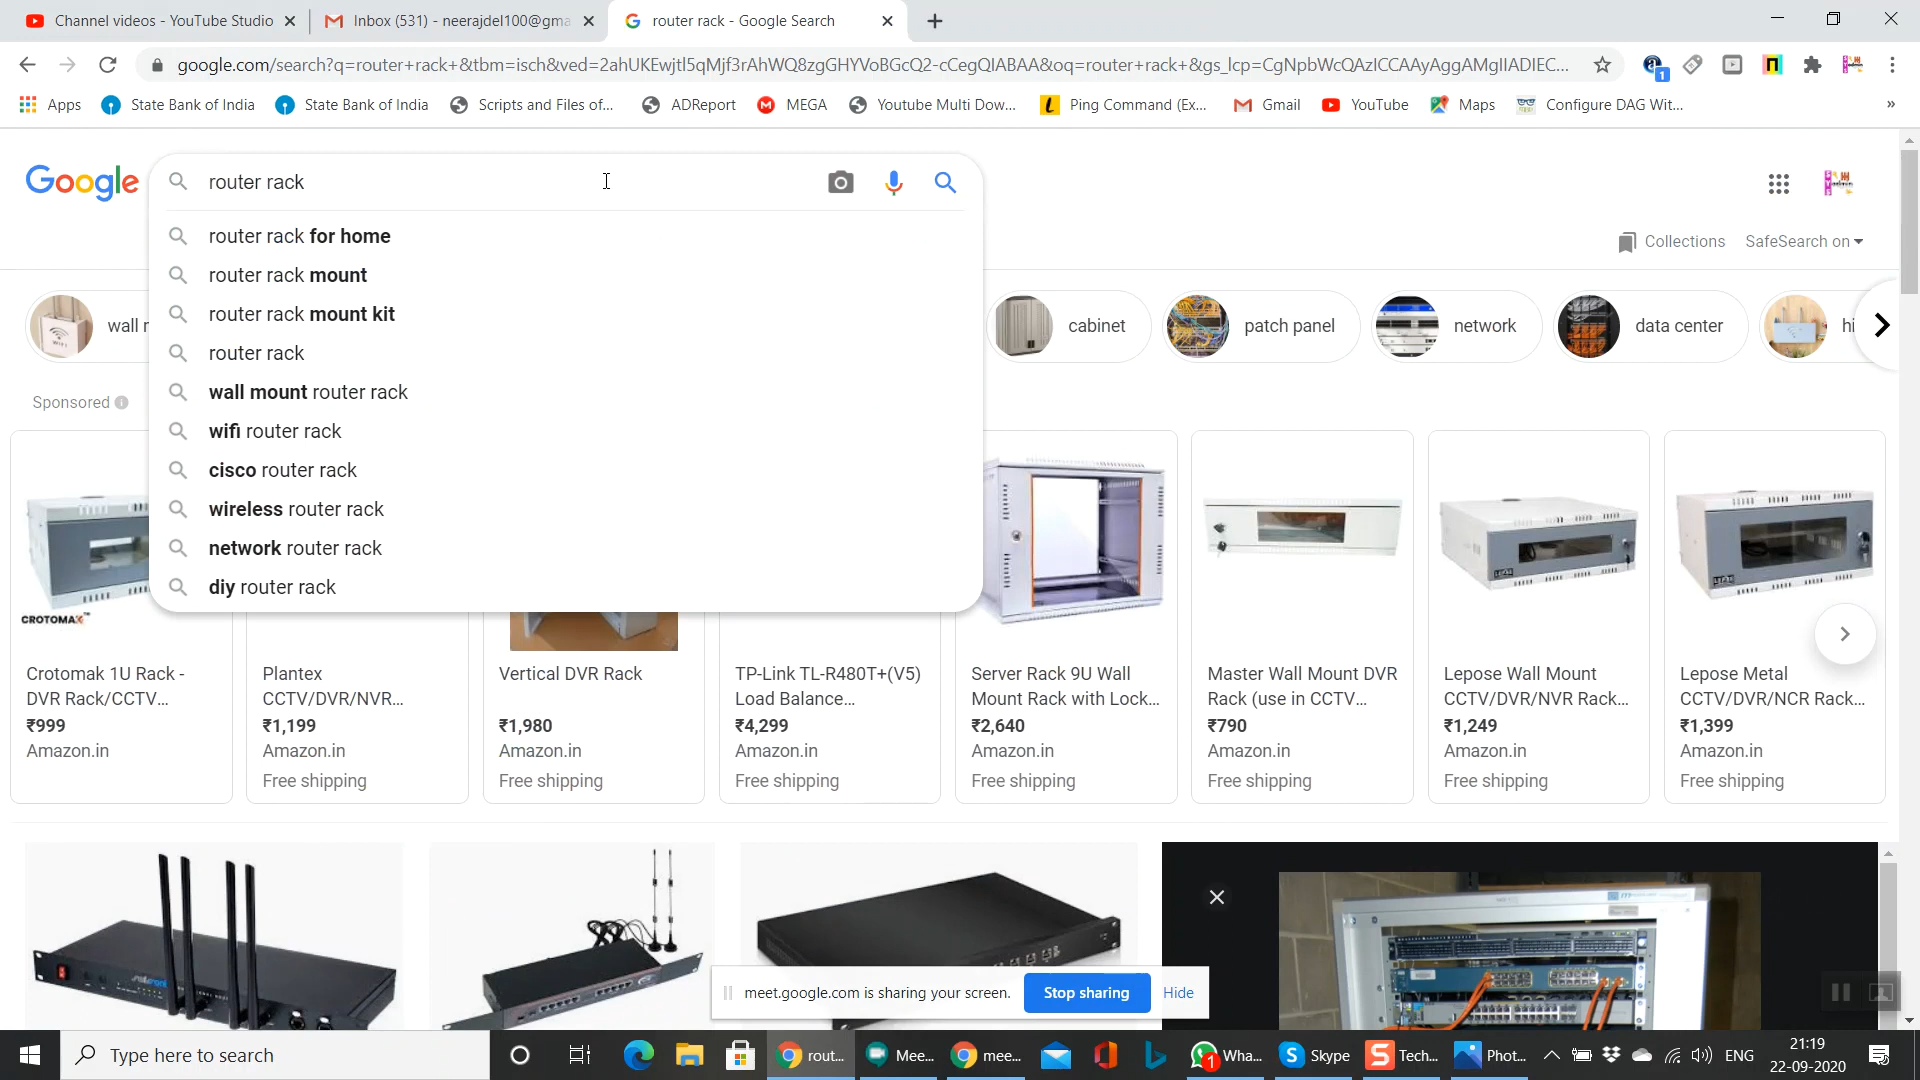 Channel videos - YouTube Studio
Inbox (531) - neerajdel100@gma
router rack - Google Search
google.com/search?q=router+rack+&tbm=isch&ved=2ahUKEwjtl5qMjf3rAhWQ8zgGHYVoBGcQ2-cCegQIABAA&oq=router+rack+&gs_lcp=CgNpbWcQAzICCAAyAggAMgIIADIEC...
1
Apps
State Bank of India
State Bank of India
Scripts and Files of...
ADReport
MEGA
Youtube Multi Dow...
Ping Command (Ex...
Gmail
YouTube
Maps
Configure DAG Wit...
»
Google
router rack
router rack for home
router rack mount
router rack mount kit
router rack
wall mount router rack
wifi router rack
cisco router rack
wireless router rack
network router rack
diy router rack
Collections
SafeSearch on
wall r
cabinet
patch panel
network
data center
hi
Sponsored
CROTOMAK™
Crotomak 1U Rack -
DVR Rack/CCTV...
₹999
Amazon.in
Plantex
CCTV/DVR/NVR...
₹1,199
Amazon.in
Free shipping
Vertical DVR Rack
₹1,980
Amazon.in
Free shipping
TP-Link TL-R480T+(V5)
Load Balance...
₹4,299
Amazon.in
Free shipping
Server Rack 9U Wall
Mount Rack with Lock...
₹2,640
Amazon.in
Free shipping
Master Wall Mount DVR
Rack (use in CCTV...
₹790
Amazon.in
Free shipping
Lepose Wall Mount
CCTV/DVR/NVR Rack...
₹1,249
Amazon.in
Free shipping
Lepose Metal
CCTV/DVR/NCR Rack...
₹1,399
Amazon.in
Free shipping
meet.google.com is sharing your screen.
Stop sharing
Hide
Type here to search
rout...
Mee...
mee...
1
Wha...
Skype
Tech...
Phot...
ENG
21:19
22-09-2020